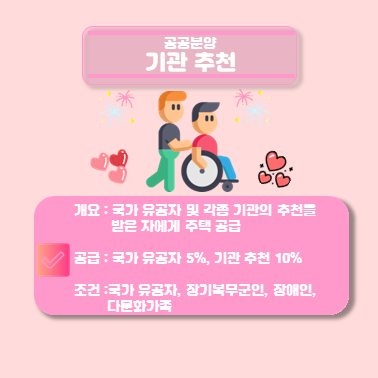 공공분양
기관 추천
개요 : 국가 유공자 및 각종 기관의 추천을
받은 자에게 주택 공급
공급 : 국가 유공자 5%, 기관 추천 10%
조건 :국가 유공자, 장기복무군인, 장애인,
다문화가족